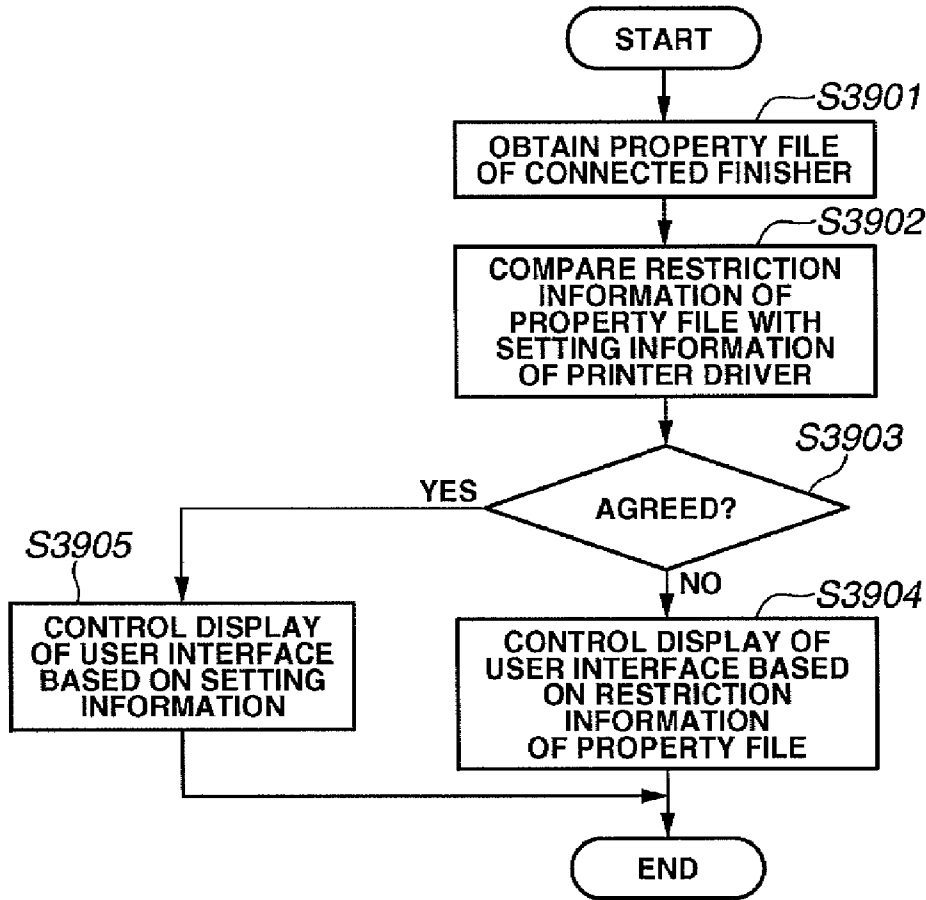 START
S3901
OBTAIN PROPERTY FILE
OF CONNECTED FINISHER
S3902
COMPARE RESTRICTION
INFORMATION OF
PROPERTY FILE WITH
SETTING INFORMATION
OF PRINTER DRIVER
S3903
AGREED?
YES
NO
S3905
CONTROL DISPLAY
OF USER INTERFACE
BASED ON SETTING
INFORMATION
S3904
CONTROL DISPLAY OF
USER INTERFACE BASED
ON RESTRICTION
INFORMATION
OF PROPERTY FILE
END